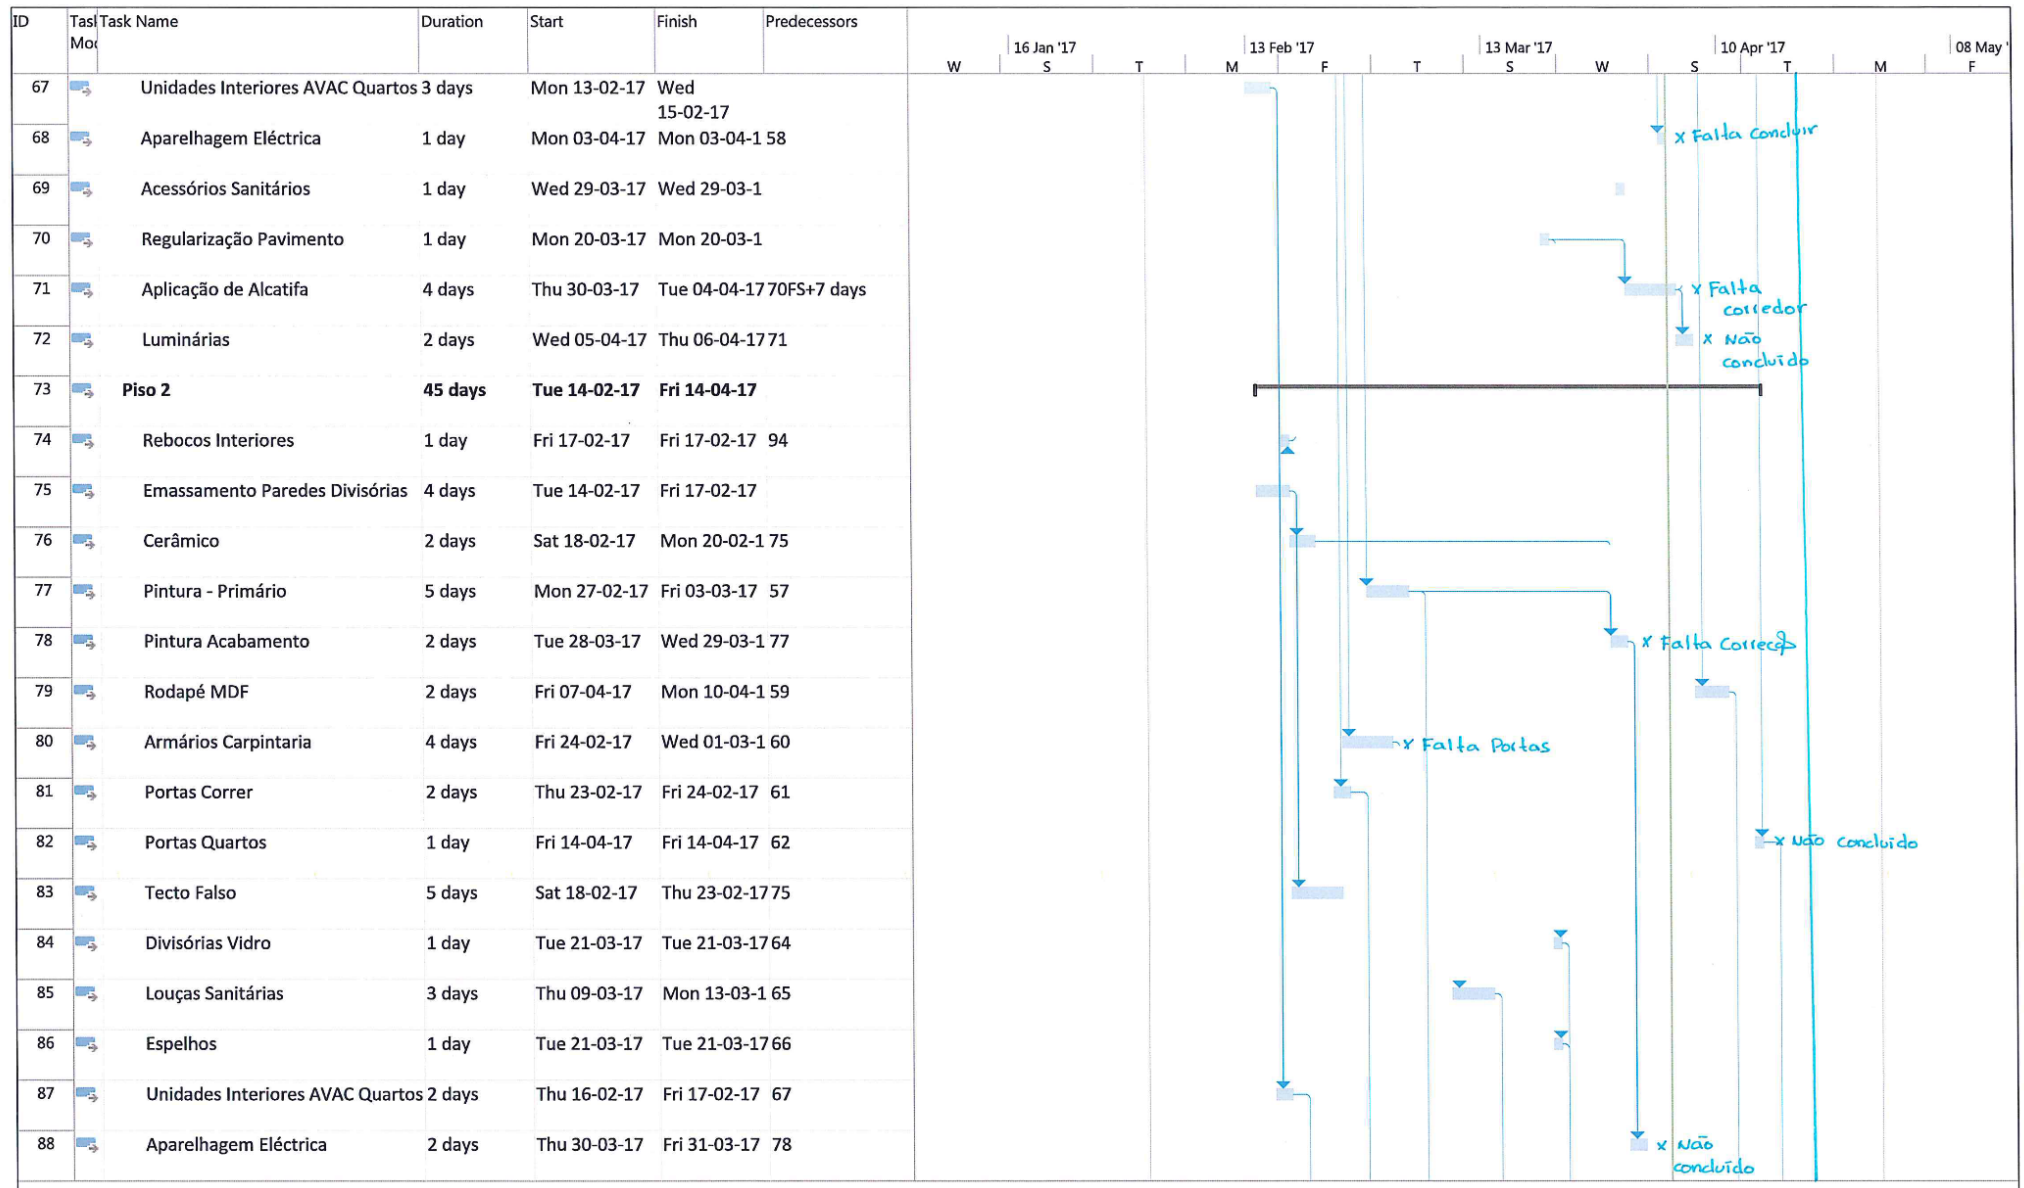 ID Task Mod Task Name Duration Start Finish Predecessors
16 Jan '17 13 Feb '17 13 Mar '17 10 Apr '17 08 May '
W S T M F T S W S T M F
67 Unidades Interiores AVAC Quartos 3 days Mon 13-02-17 Wed
15-02-17
68 Aparelhagem Eléctrica 1 day Mon 03-04-17 Mon 03-04-1 58 x Falta concluir
69 Acessórios Sanitários 1 day Wed 29-03-17 Wed 29-03-1
70 Regularização Pavimento 1 day Mon 20-03-17 Mon 20-03-1
71 Aplicação de Alcatifa 4 days Thu 30-03-17 Tue 04-04-17 70FS+7 days x Falta
corredor
72 Luminárias 2 days Wed 05-04-17 Thu 06-04-17 71 x Não
concluído
73 Piso 2 45 days Tue 14-02-17 Fri 14-04-17
74 Rebocos Interiores 1 day Fri 17-02-17 Fri 17-02-17 94
75 Emassamento Paredes Divisórias 4 days Tue 14-02-17 Fri 17-02-17
76 Cerâmico 2 days Sat 18-02-17 Mon 20-02-1 75
77 Pintura - Primário 5 days Mon 27-02-17 Fri 03-03-17 57
78 Pintura Acabamento 2 days Tue 28-03-17 Wed 29-03-1 77 x Falta
79 Rodapé MDF 2 days Fri 07-04-17 Mon 10-04-1 59
80 Armários Carpintaria 4 days Fri 24-02-17 Wed 01-03-1 60 x Falta Portas
81 Portas Correr 2 days Thu 23-02-17 Fri 24-02-17 61
82 Portas Quartos 1 day Fri 14-04-17 Fri 14-04-17 62 x Não concluído
83 Tecto Falso 5 days Sat 18-02-17 Thu 23-02-17 75
84 Divisórias Vidro 1 day Tue 21-03-17 Tue 21-03-17 64
85 Louças Sanitárias 3 days Thu 09-03-17 Mon 13-03-1 65
86 Espelhos 1 day Tue 21-03-17 Tue 21-03-17 66
87 Unidades Interiores AVAC Quartos 2 days Thu 16-02-17 Fri 17-02-17 67
88 Aparelhagem Eléctrica 2 days Thu 30-03-17 Fri 31-03-17 78 x Não
concluído